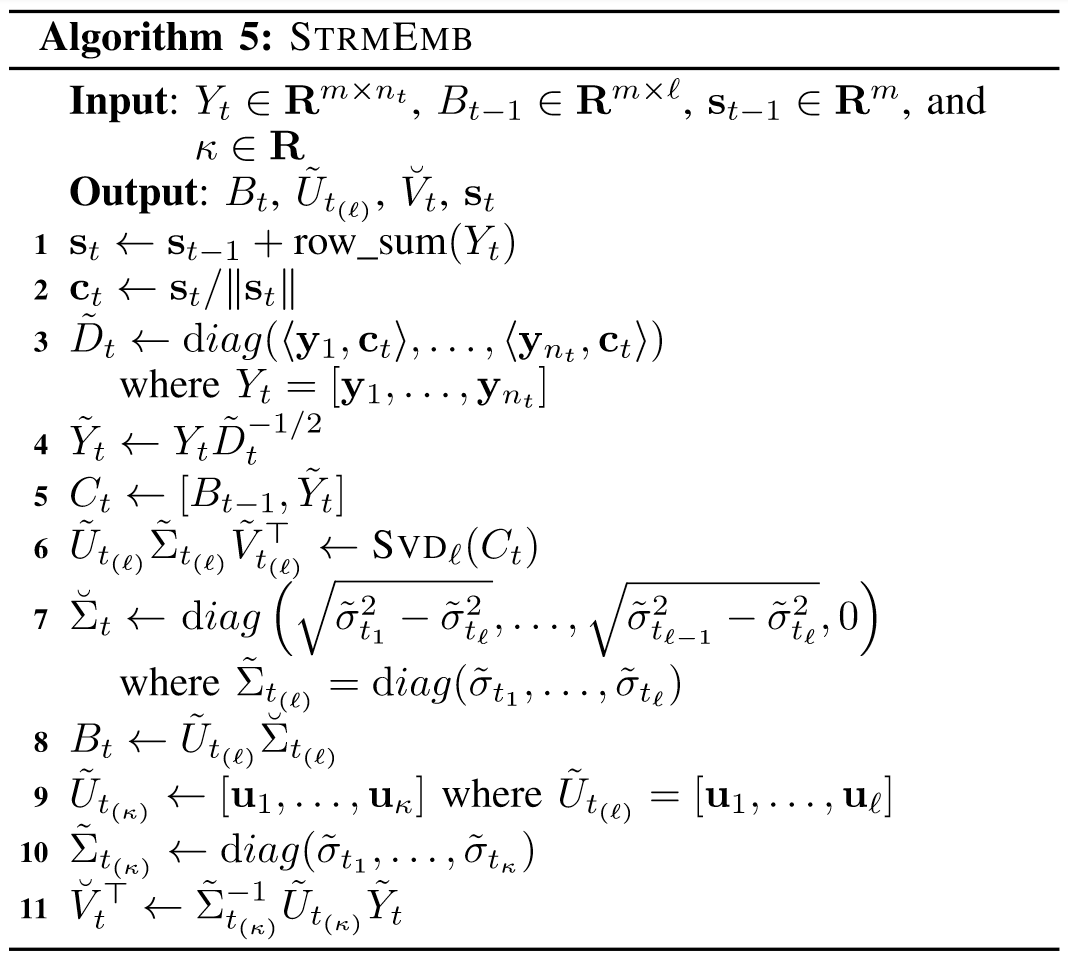 Algorithm 5: STRMEMB
Input: Y_t ∈ R^{m×n_t}, B_{t−1} ∈ R^{m×ℓ}, s_{t−1} ∈ R^m, and
κ ∈ R
Output: B_t, Ũ_{t_{(ℓ)}}, V̆_t, s_t
1 s_t ← s_{t−1} + row_sum(Y_t)
2 c_t ← s_t/‖s_t‖
3 D̃_t ← diag(⟨y_1, c_t⟩, . . . , ⟨y_{n_t}, c_t⟩)
where Y_t = [y_1, . . . , y_{n_t}]
4 Ỹ_t ← Y_t D̃_t^{−1/2}
5 C_t ← [B_{t−1}, Ỹ_t]
6 Ũ_{t_{(ℓ)}} Σ̃_{t_{(ℓ)}} Ṽ_{t_{(ℓ)}}^⊤ ← SVD_ℓ(C_t)
7 Σ̆_t ← diag(√(σ̃_{t_1}^2 − σ̃_{t_ℓ}^2), . . . , √(σ̃_{t_{ℓ−1}}^2 − σ̃_{t_ℓ}^2), 0)
where Σ̃_{t_{(ℓ)}} = diag(σ̃_{t_1}, . . . , σ̃_{t_ℓ})
8 B_t ← Ũ_{t_{(ℓ)}} Σ̆_{t_{(ℓ)}}
9 Ũ_{t_{(κ)}} ← [u_1, . . . , u_κ] where Ũ_{t_{(ℓ)}} = [u_1, . . . , u_ℓ]
10 Σ̃_{t_{(κ)}} ← diag(σ̃_{t_1}, . . . , σ̃_{t_κ})
11 V̆_t^⊤ ← Σ̃_{t_{(κ)}}^{−1} Ũ_{t_{(κ)}} Ỹ_t